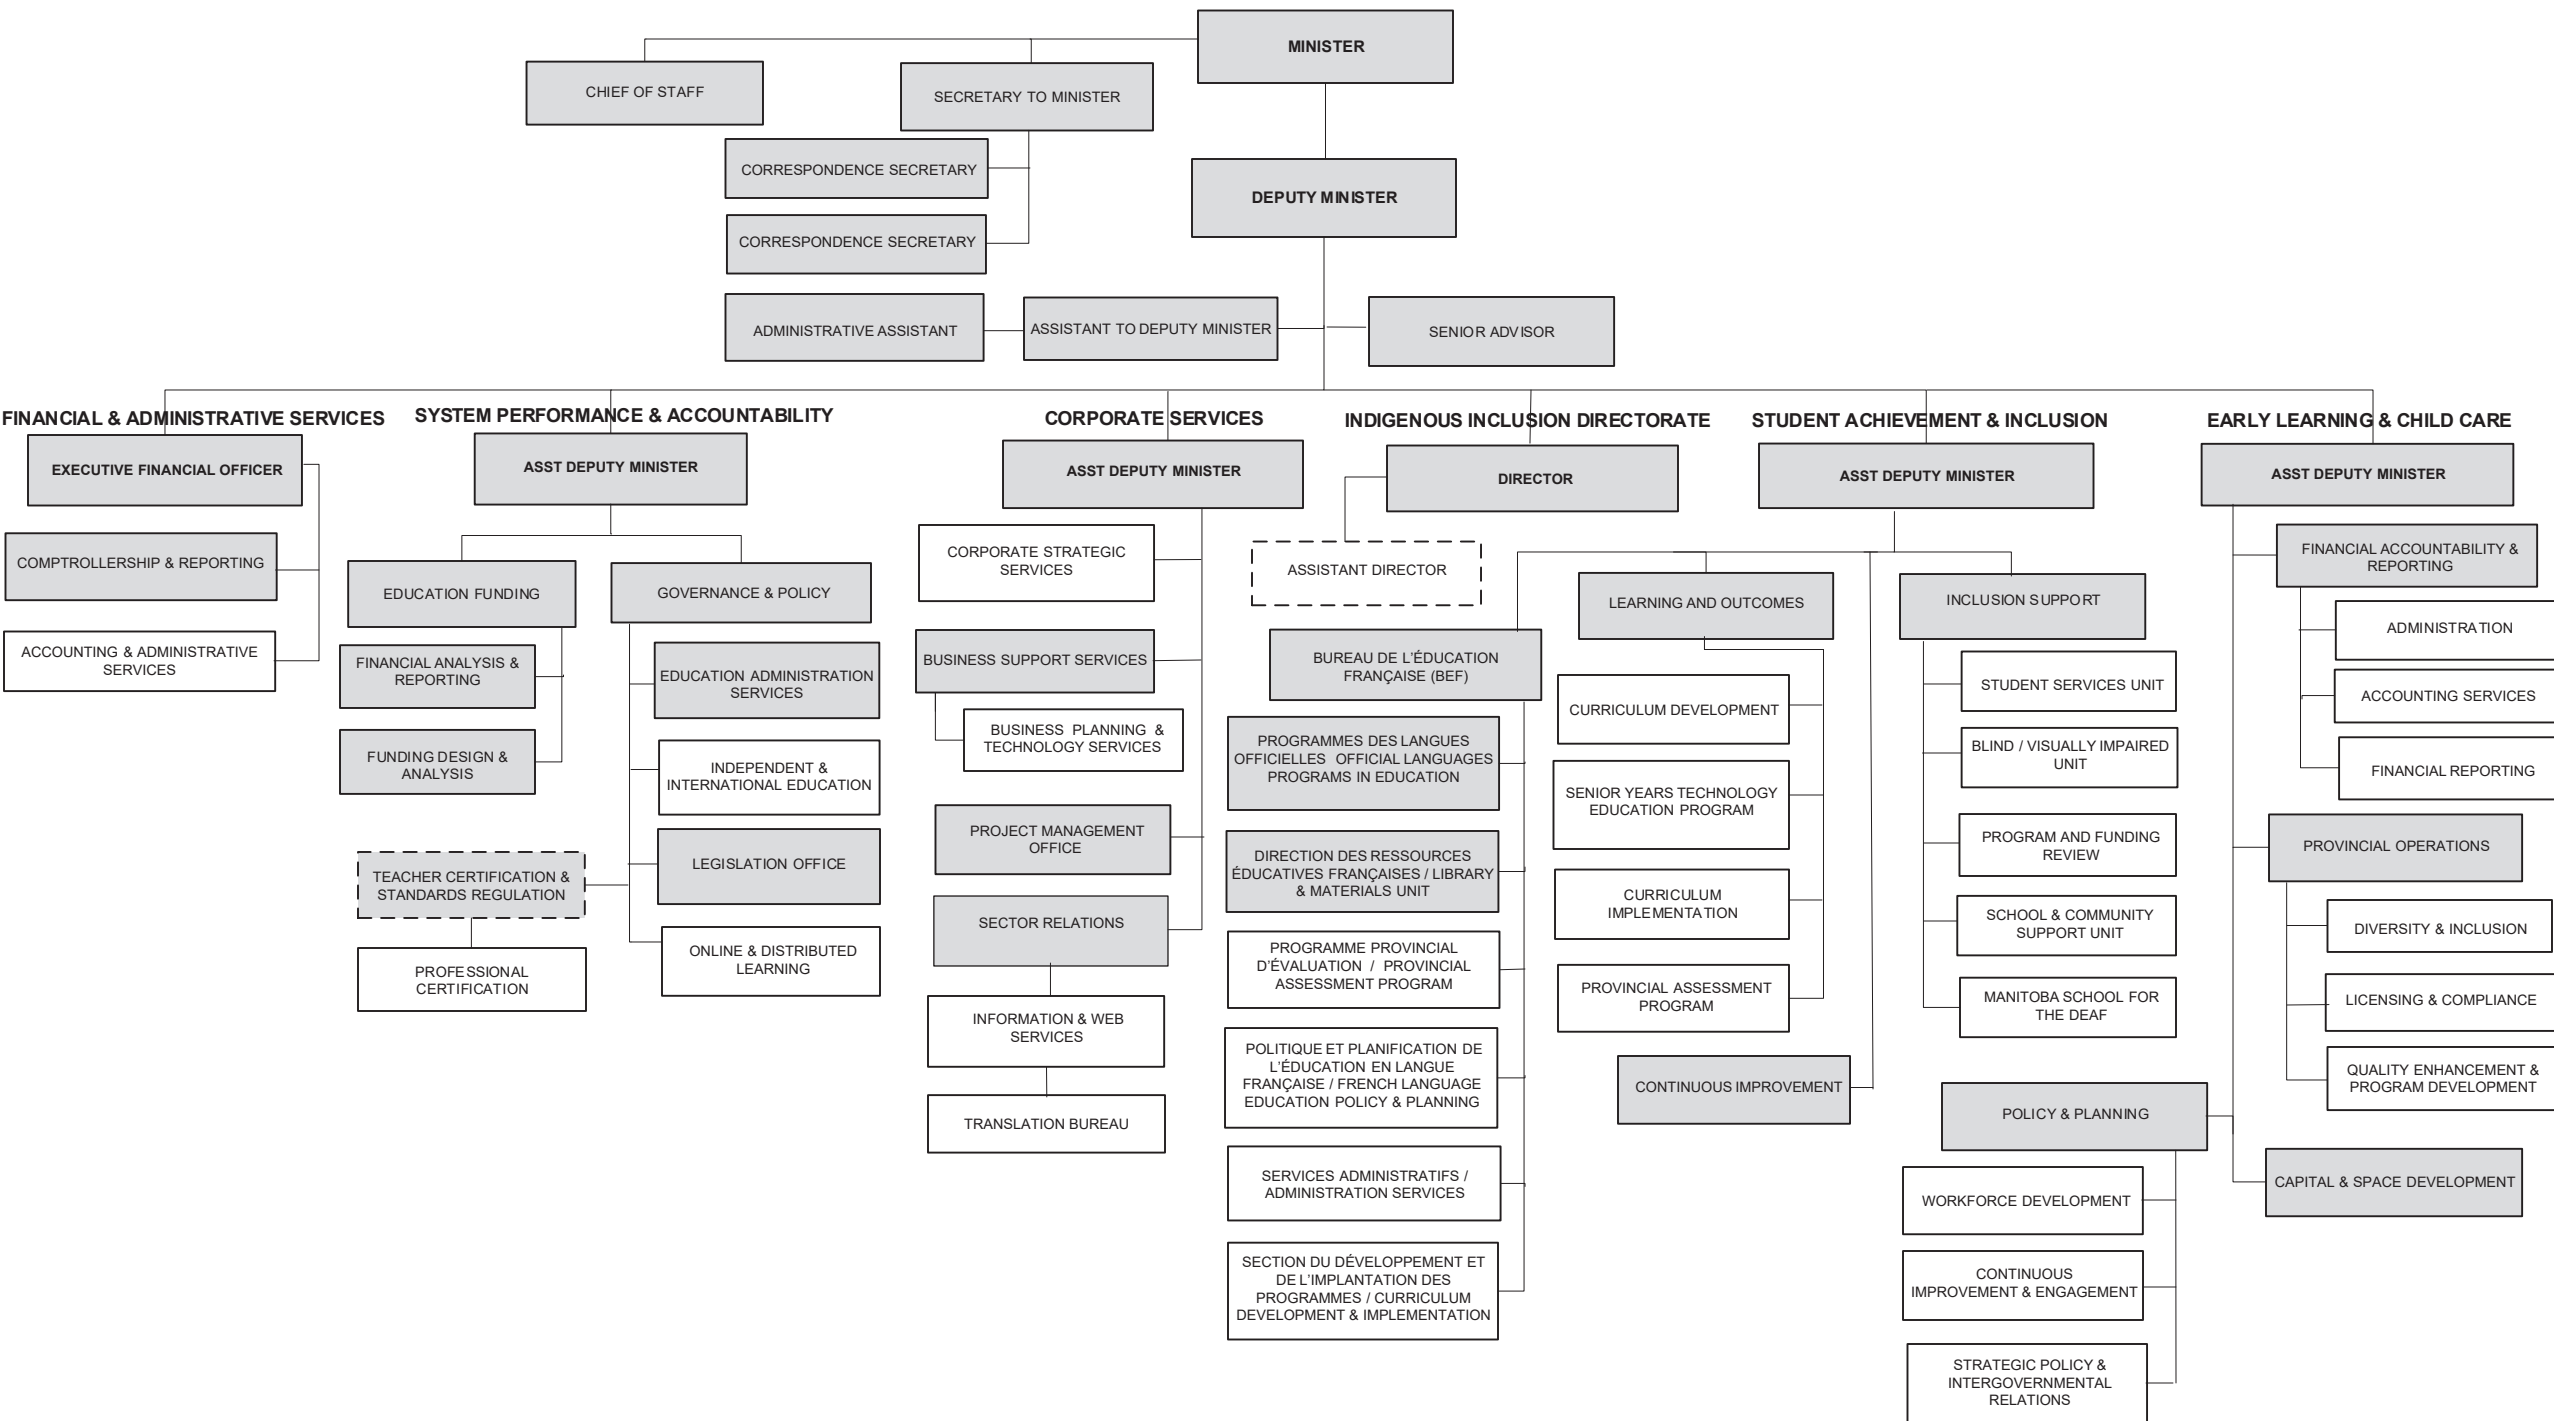 MINISTER
CHIEF OF STAFF
SECRETARY TO MINISTER
CORRESPONDENCE SECRETARY
CORRESPONDENCE SECRETARY
DEPUTY MINISTER
ADMINISTRATIVE ASSISTANT
ASSISTANT TO DEPUTY MINISTER
SENIOR ADVISOR
FINANCIAL & ADMINISTRATIVE SERVICES
EXECUTIVE FINANCIAL OFFICER
COMPTROLLERSHIP & REPORTING
ACCOUNTING & ADMINISTRATIVE
SERVICES
SYSTEM PERFORMANCE & ACCOUNTABILITY
ASST DEPUTY MINISTER
EDUCATION FUNDING
FINANCIAL ANALYSIS &
REPORTING
FUNDING DESIGN &
ANALYSIS
GOVERNANCE & POLICY
EDUCATION ADMINISTRATION
SERVICES
INDEPENDENT &
INTERNATIONAL EDUCATION
LEGISLATION OFFICE
TEACHER CERTIFICATION &
STANDARDS REGULATION
PROFESSIONAL
CERTIFICATION
ONLINE & DISTRIBUTED
LEARNING
CORPORATE SERVICES
ASST DEPUTY MINISTER
CORPORATE STRATEGIC
SERVICES
BUSINESS SUPPORT SERVICES
BUSINESS PLANNING &
TECHNOLOGY SERVICES
PROJECT MANAGEMENT
OFFICE
SECTOR RELATIONS
INFORMATION & WEB
SERVICES
TRANSLATION BUREAU
INDIGENOUS INCLUSION DIRECTORATE
DIRECTOR
ASSISTANT DIRECTOR
STUDENT ACHIEVEMENT & INCLUSION
ASST DEPUTY MINISTER
BUREAU DE L'ÉDUCATION
FRANÇAISE (BEF)
PROGRAMMES DES LANGUES
OFFICIELLES OFFICIAL LANGUAGES
PROGRAMS IN EDUCATION
DIRECTION DES RESSOURCES
ÉDUCATIVES FRANÇAISES / LIBRARY
& MATERIALS UNIT
PROGRAMME PROVINCIAL
D'ÉVALUATION / PROVINCIAL
ASSESSMENT PROGRAM
POLITIQUE ET PLANIFICATION DE
L'ÉDUCATION EN LANGUE
FRANÇAISE / FRENCH LANGUAGE
EDUCATION POLICY & PLANNING
SERVICES ADMINISTRATIFS /
ADMINISTRATION SERVICES
SECTION DU DÉVELOPPEMENT ET
DE L'IMPLANTATION DES
PROGRAMMES / CURRICULUM
DEVELOPMENT & IMPLEMENTATION
LEARNING AND OUTCOMES
CURRICULUM DEVELOPMENT
SENIOR YEARS TECHNOLOGY
EDUCATION PROGRAM
CURRICULUM
IMPLEMENTATION
PROVINCIAL ASSESSMENT
PROGRAM
CONTINUOUS IMPROVEMENT
INCLUSION SUPPORT
STUDENT SERVICES UNIT
BLIND / VISUALLY IMPAIRED
UNIT
PROGRAM AND FUNDING
REVIEW
SCHOOL & COMMUNITY
SUPPORT UNIT
MANITOBA SCHOOL FOR
THE DEAF
EARLY LEARNING & CHILD CARE
ASST DEPUTY MINISTER
FINANCIAL ACCOUNTABILITY &
REPORTING
ADMINISTRATION
ACCOUNTING SERVICES
FINANCIAL REPORTING
PROVINCIAL OPERATIONS
DIVERSITY & INCLUSION
LICENSING & COMPLIANCE
QUALITY ENHANCEMENT &
PROGRAM DEVELOPMENT
POLICY & PLANNING
WORKFORCE DEVELOPMENT
CONTINUOUS
IMPROVEMENT & ENGAGEMENT
STRATEGIC POLICY &
INTERGOVERNMENTAL
RELATIONS
CAPITAL & SPACE DEVELOPMENT